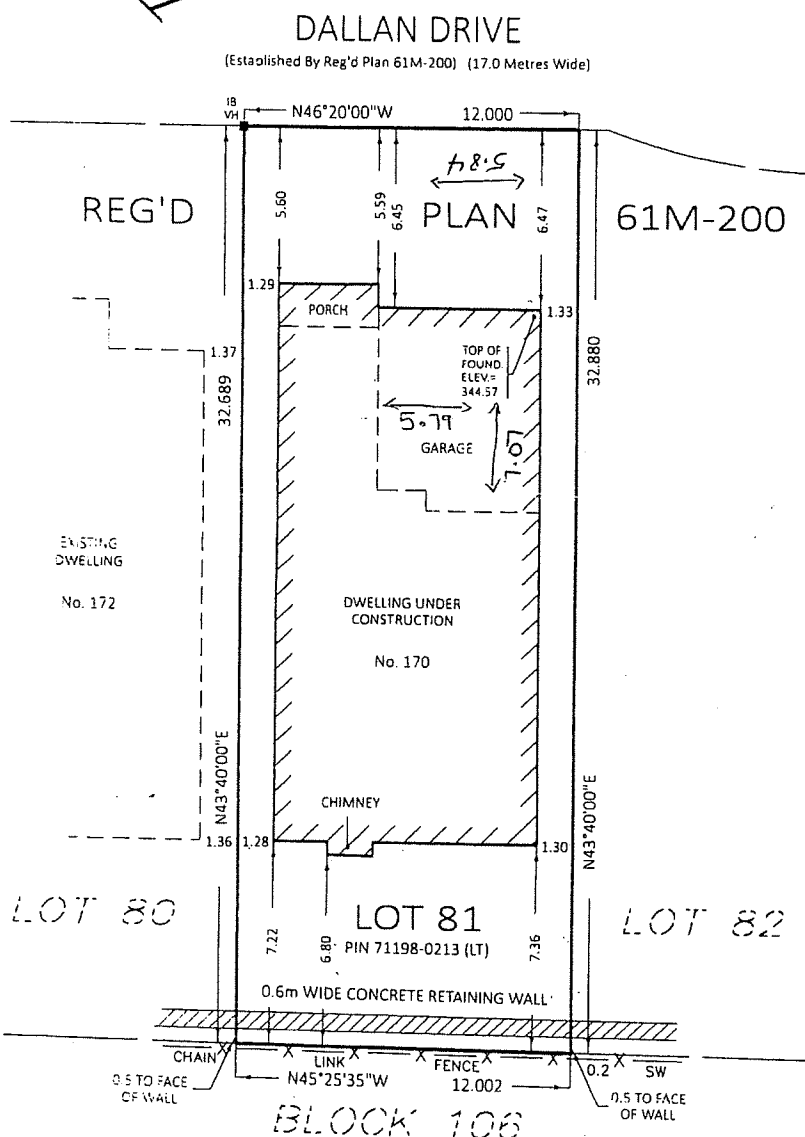 DALLAN DRIVE
(Established By Reg'd Plan 61M-200) (17.0 Metres Wide)
IB
VH
N46°20'00"W
12.000
5.84
5.60
5.59
6.45
6.47
REG'D
PLAN
61M-200
1.29
PORCH
1.33
TOP OF
FOUND.
ELEV.=
344.57
1.37
32.689
32.880
5.79
GARAGE
7.07
EXISTING
DWELLING
No. 172
DWELLING UNDER
CONSTRUCTION
No. 170
N43°40'00"E
N43°40'00"E
CHIMNEY
1.36
1.28
1.30
LOT 80
LOT 81
LOT 82
PIN 71198-0213 (LT)
7.22
6.80
7.36
0.6m WIDE CONCRETE RETAINING WALL
CHAIN
LINK
FENCE
0.2
SW
0.5 TO FACE
OF WALL
N45°25'35"W
12.002
0.5 TO FACE
OF WALL
BLOCK 106